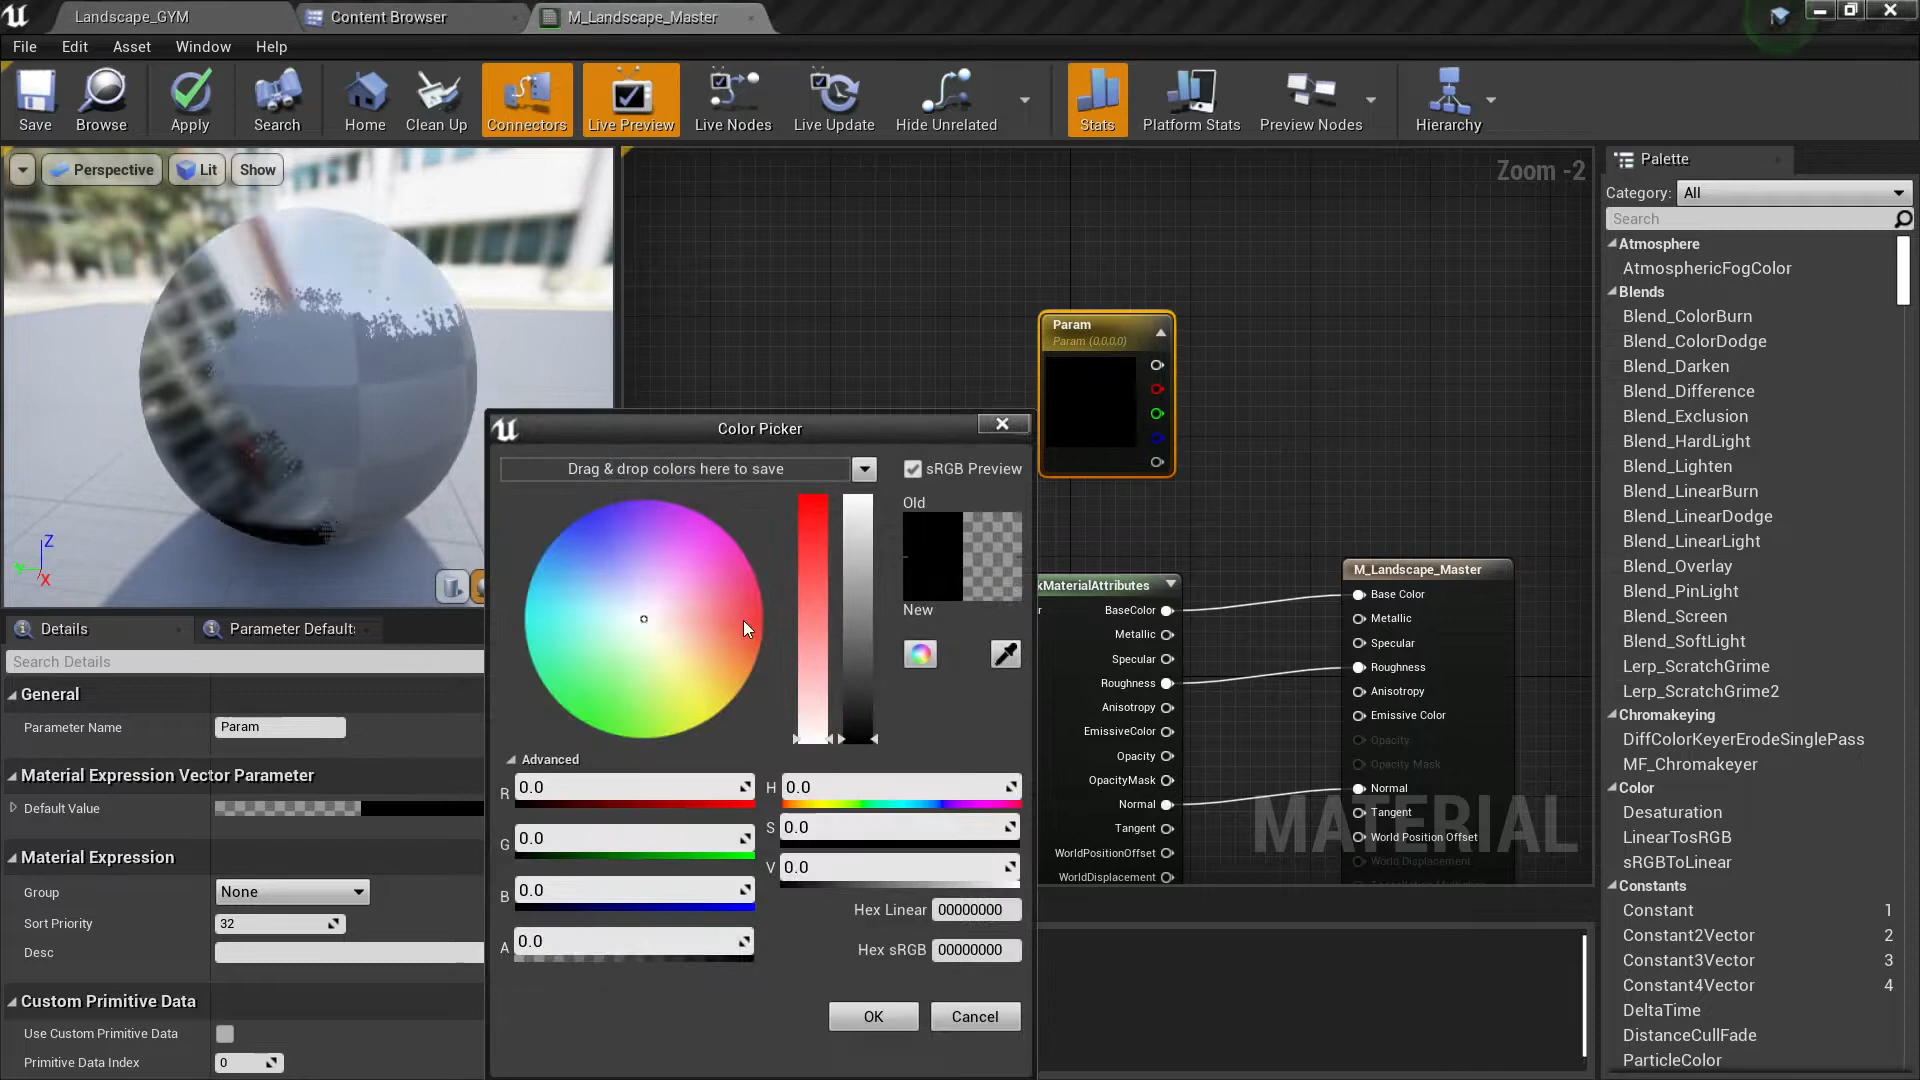 Landscape_GYM
Content Browser
M_Landscape_Master
File
Edit
Asset
Window
Help
Save
Browse
Apply
Search
Home
Clean Up
Connectors
Live Preview
Live Nodes
Live Update
Hide Unrelated
Stats
Platform Stats
Preview Nodes
Hierarchy
Perspective
Lit
Show
Z
Y
X
Zoom -2
Param
Param (0,0,0,0)
Palette
Category:
All
Search
Atmosphere
AtmosphericFogColor
Blends
Blend_ColorBurn
Blend_ColorDodge
Blend_Darken
Blend_Difference
Blend_Exclusion
Blend_HardLight
Blend_Lighten
Blend_LinearBurn
Blend_LinearDodge
Blend_LinearLight
Blend_Overlay
Blend_PinLight
Blend_Screen
Blend_SoftLight
Lerp_ScratchGrime
Lerp_ScratchGrime2
Chromakeying
DiffColorKeyerErodeSinglePass
MF_Chromakeyer
Color
Desaturation
LinearTosRGB
sRGBToLinear
Constants
Constant 1
Constant2Vector 2
Constant3Vector 3
Constant4Vector 4
DeltaTime
DistanceCullFade
ParticleColor
Color Picker
Drag & drop colors here to save
sRGB Preview
Old
New
Advanced
R 0.0
G 0.0
B 0.0
A 0.0
H 0.0
S 0.0
V 0.0
Hex Linear 00000000
Hex sRGB 00000000
OK
Cancel
kMaterialAttributes
r
BaseColor
Metallic
Specular
Roughness
Anisotropy
EmissiveColor
Opacity
OpacityMask
Normal
Tangent
WorldPositionOffset
WorldDisplacement
M_Landscape_Master
Base Color
Metallic
Specular
Roughness
Anisotropy
Emissive Color
Opacity
Opacity Mask
Normal
Tangent
World Position Offset
World Displacement
MATERIAL
Details
Parameter Default
Search Details
General
Parameter Name
Param
Material Expression Vector Parameter
Default Value
Material Expression
Group
None
Sort Priority
32
Desc
Custom Primitive Data
Use Custom Primitive Data
Primitive Data Index
0